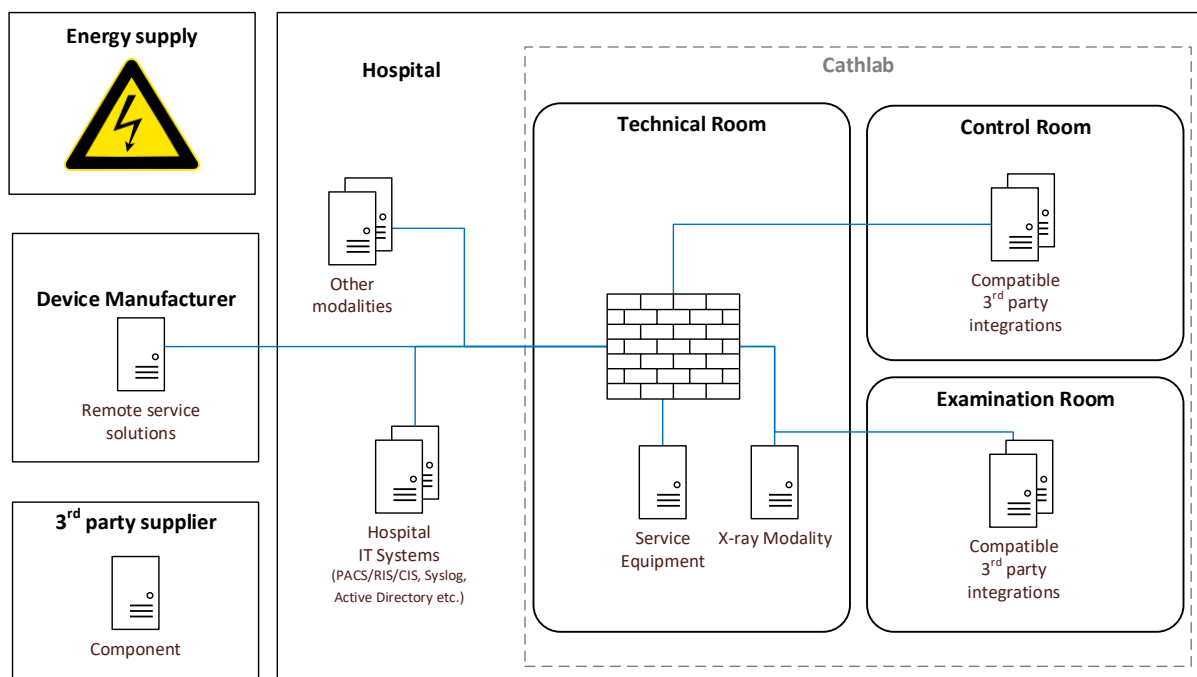 Energy supply
Hospital
Cathlab
Technical Room
Control Room
Other
modalities
Compatible
3rd party
integrations
Device Manufacturer
Remote service
solutions
Examination Room
3rd party supplier
Component
Hospital
IT Systems
(PACS/RIS/CIS, Syslog,
Active Directory etc.)
Service
Equipment
X-ray Modality
Compatible
3rd party
integrations